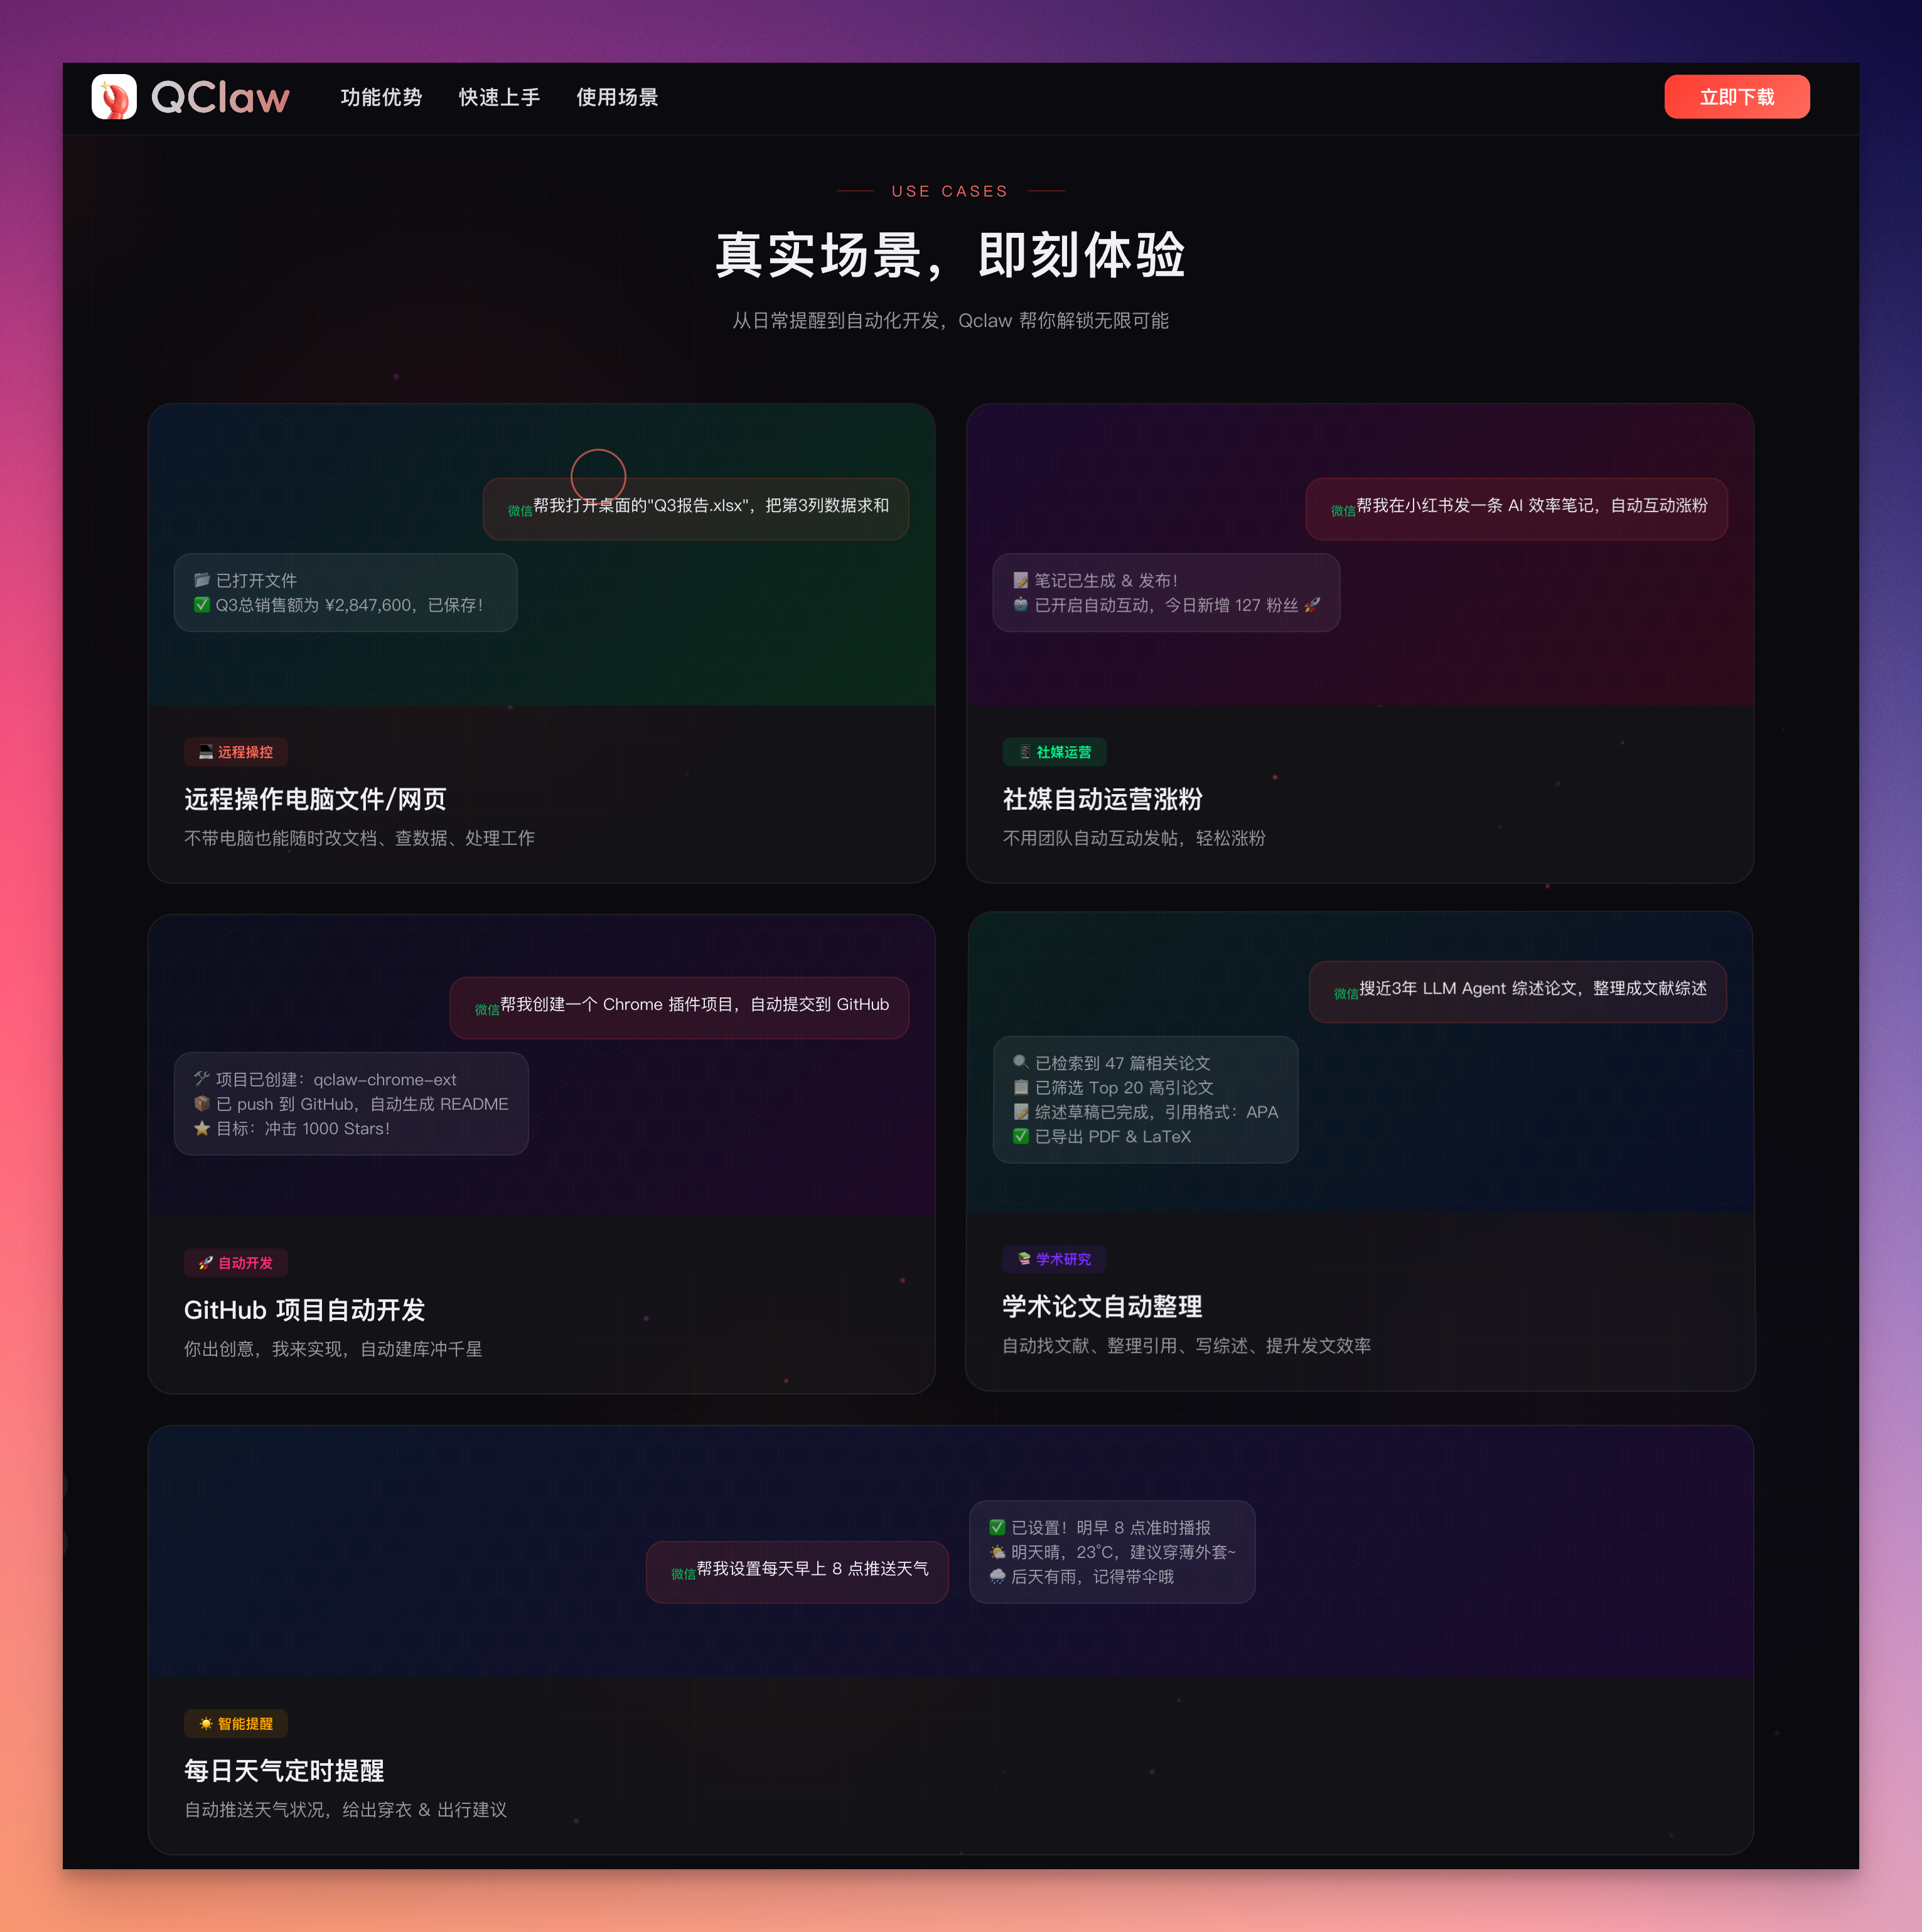 QClaw 功能优势 快速上手 使用场景 立即下载
USE CASES
真实场景，即刻体验
从日常提醒到自动化开发，Qclaw 帮你解锁无限可能
微信帮我打开桌面的"Q3报告.xlsx"，把第3列数据求和
📂 已打开文件
✅ Q3总销售额为 ¥2,847,600，已保存！
💻 远程操控
远程操作电脑文件/网页
不带电脑也能随时改文档、查数据、处理工作
微信帮我在小红书发一条 AI 效率笔记，自动互动涨粉
📝 笔记已生成 & 发布！
🤖 已开启自动互动，今日新增 127 粉丝 🚀
📱 社媒运营
社媒自动运营涨粉
不用团队自动互动发帖，轻松涨粉
微信帮我创建一个 Chrome 插件项目，自动提交到 GitHub
🛠 项目已创建：qclaw-chrome-ext
📦 已 push 到 GitHub，自动生成 README
⭐ 目标：冲击 1000 Stars！
🚀 自动开发
GitHub 项目自动开发
你出创意，我来实现，自动建库冲千星
微信搜近3年 LLM Agent 综述论文，整理成文献综述
🔍 已检索到 47 篇相关论文
📋 已筛选 Top 20 高引论文
📝 综述草稿已完成，引用格式：APA
✅ 已导出 PDF & LaTeX
📚 学术研究
学术论文自动整理
自动找文献、整理引用、写综述、提升发文效率
微信帮我设置每天早上 8 点推送天气
✅ 已设置！明早 8 点准时播报
🌤 明天晴，23°C，建议穿薄外套~
🌧 后天有雨，记得带伞哦
☀️ 智能提醒
每日天气定时提醒
自动推送天气状况，给出穿衣 & 出行建议